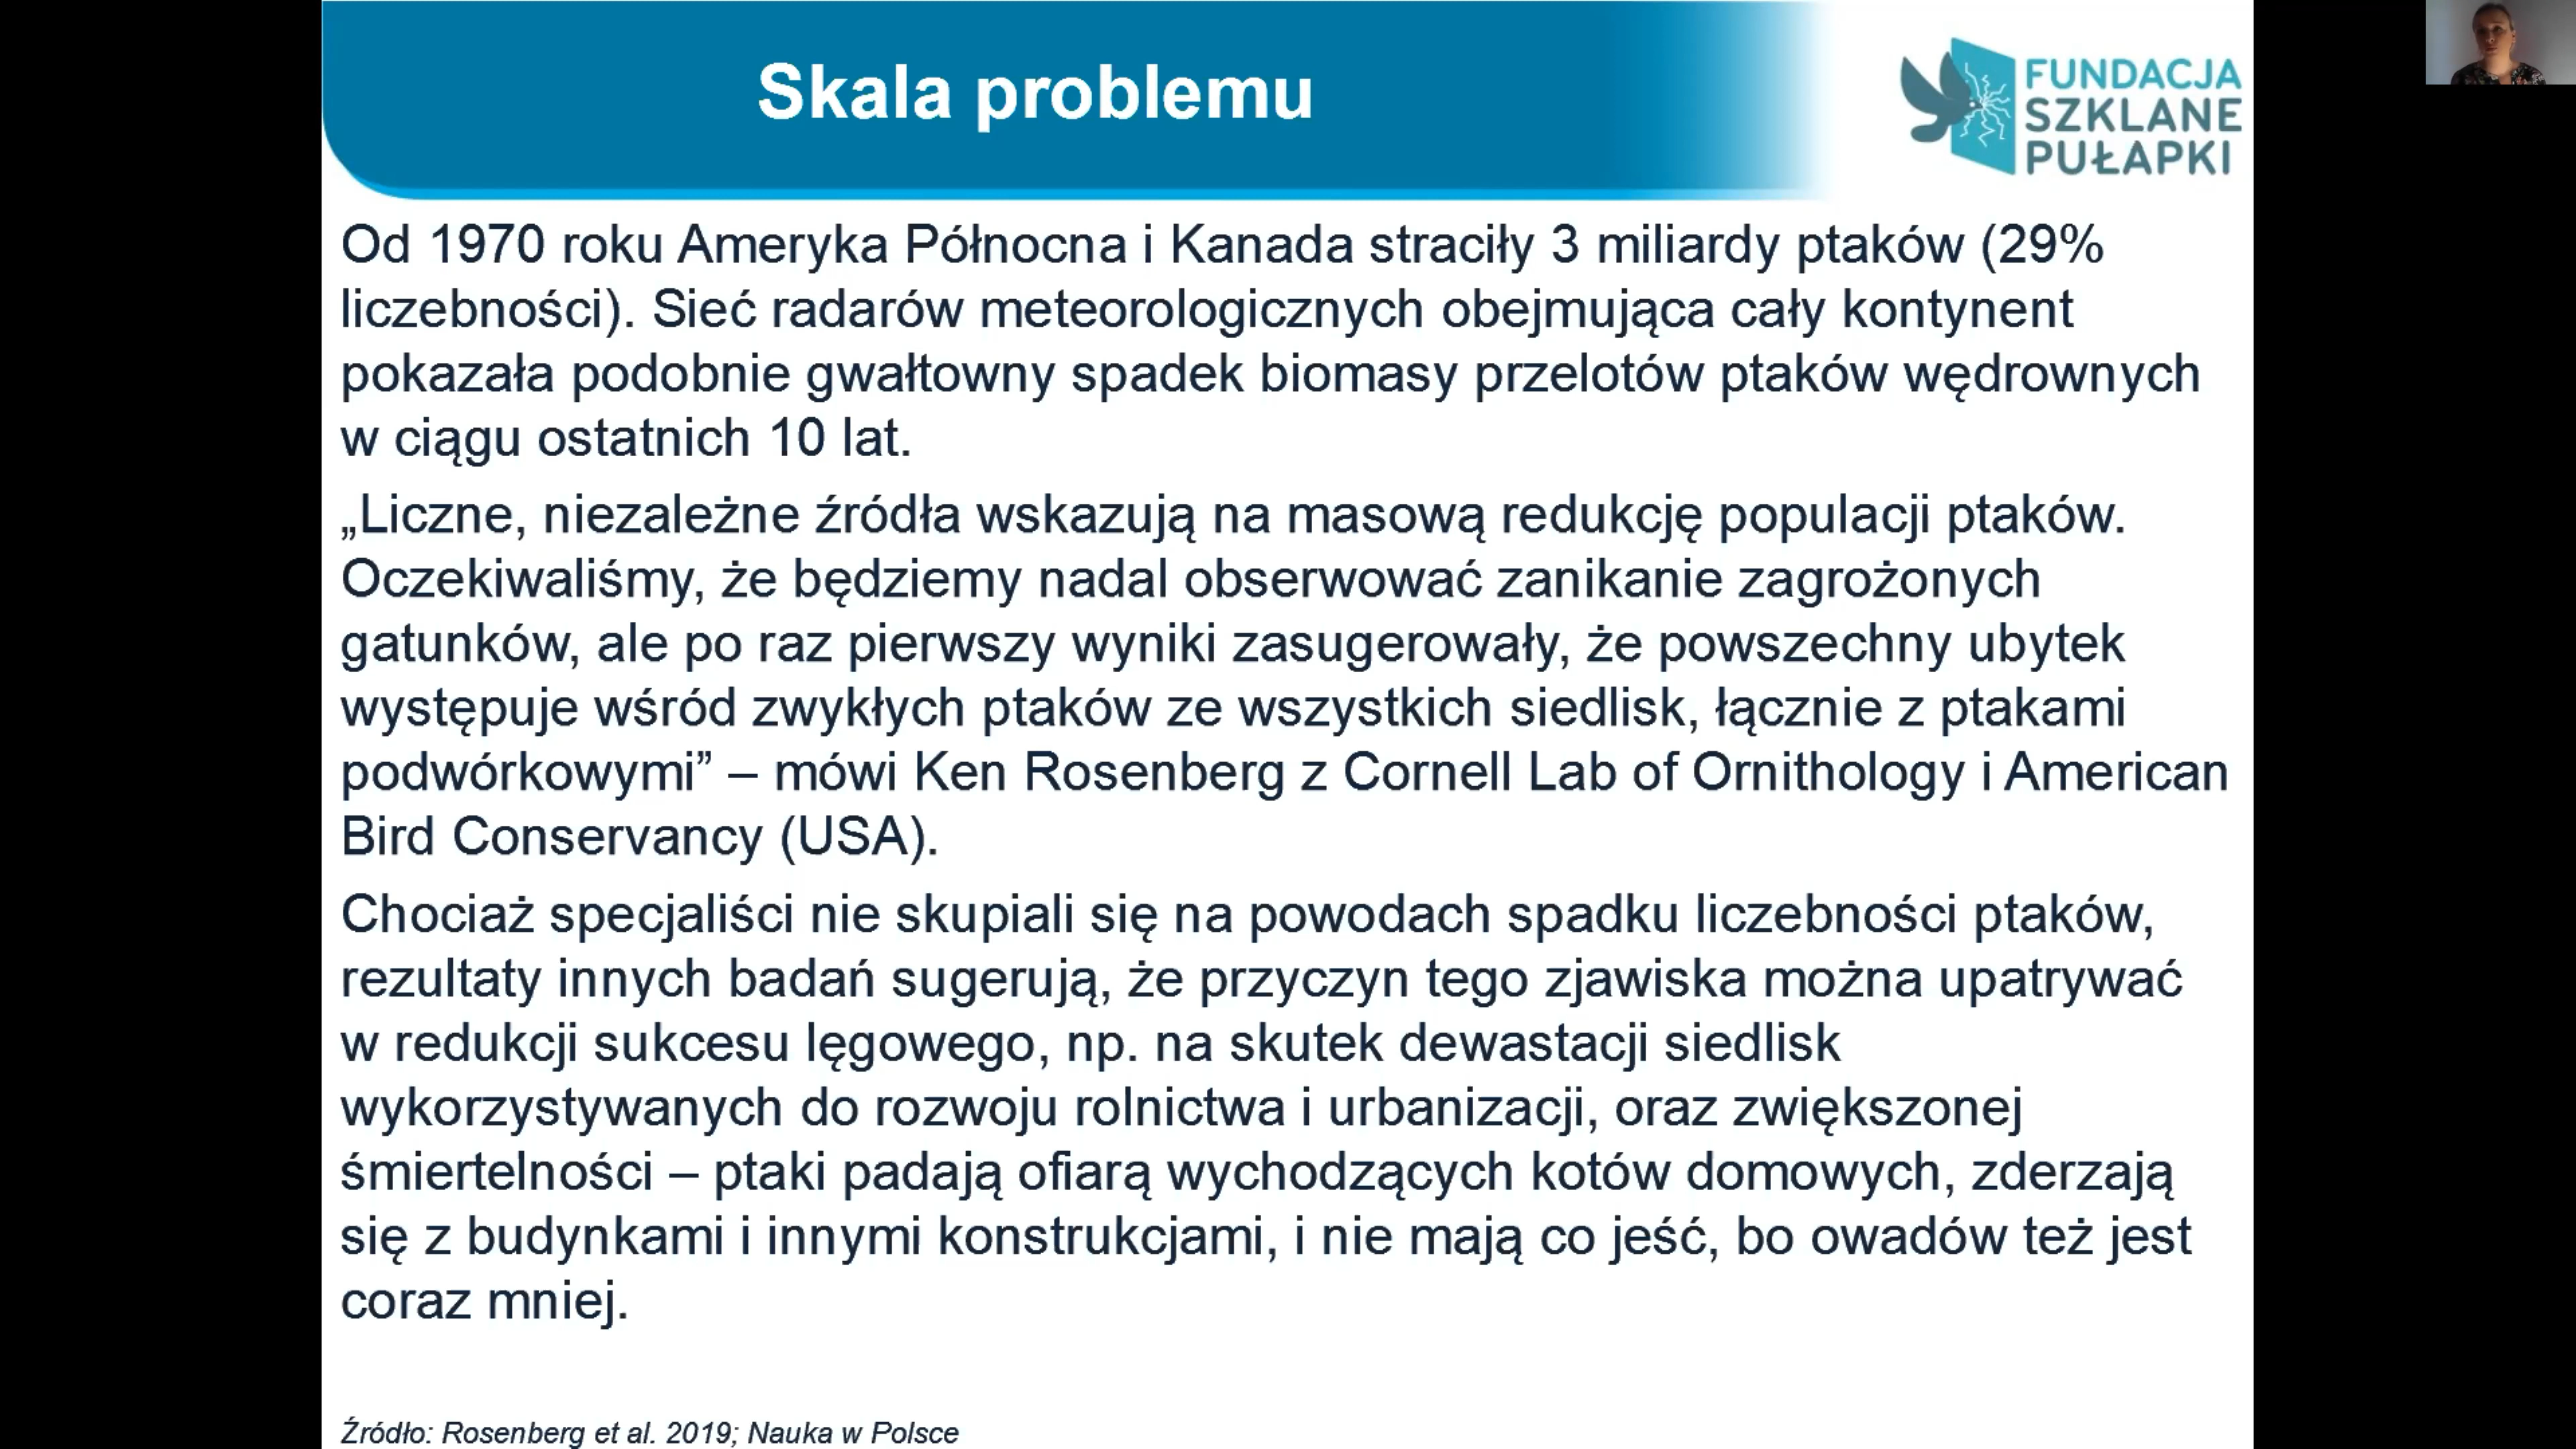 Skala problemu
FUNDACJA
SZKLANE
PUŁAPKI
Od 1970 roku Ameryka Północna i Kanada straciły 3 miliardy ptaków (29%
liczebności). Sieć radarów meteorologicznych obejmująca cały kontynent
pokazała podobnie gwałtowny spadek biomasy przelotów ptaków wędrownych
w ciągu ostatnich 10 lat.
„Liczne, niezależne źródła wskazują na masową redukcję populacji ptaków.
Oczekiwaliśmy, że będziemy nadal obserwować zanikanie zagrożonych
gatunków, ale po raz pierwszy wyniki zasugerowały, że powszechny ubytek
występuje wśród zwykłych ptaków ze wszystkich siedlisk, łącznie z ptakami
podwórkowymi” – mówi Ken Rosenberg z Cornell Lab of Ornithology i American
Bird Conservancy (USA).
Chociaż specjaliści nie skupiali się na powodach spadku liczebności ptaków,
rezultaty innych badań sugerują, że przyczyn tego zjawiska można upatrywać
w redukcji sukcesu lęgowego, np. na skutek dewastacji siedlisk
wykorzystywanych do rozwoju rolnictwa i urbanizacji, oraz zwiększonej
śmiertelności – ptaki padają ofiarą wychodzących kotów domowych, zderzają
się z budynkami i innymi konstrukcjami, i nie mają co jeść, bo owadów też jest
coraz mniej.
Źródło: Rosenberg et al. 2019; Nauka w Polsce